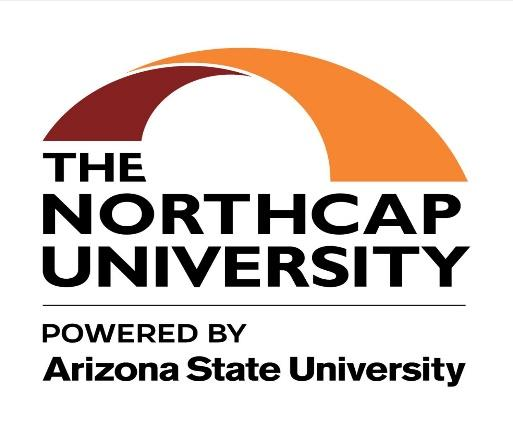 THE
NORTHCAP
UNIVERSITY
POWERED BY
Arizona State University